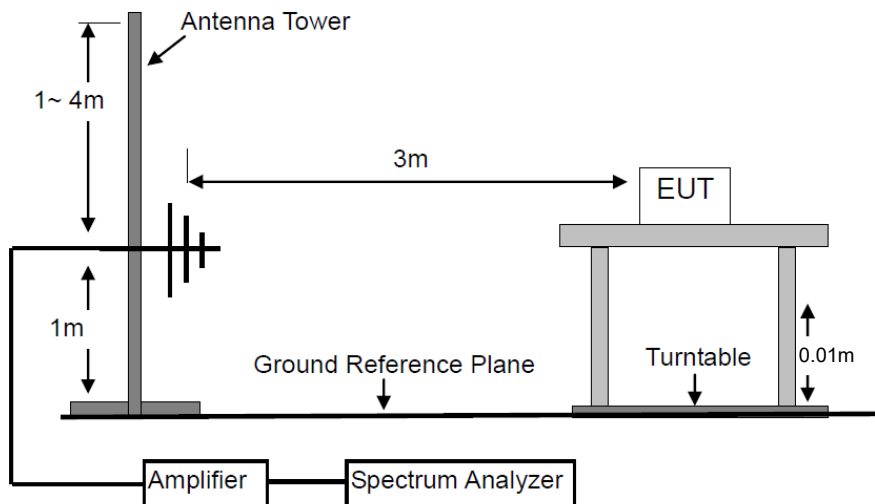 Antenna Tower
1~ 4m
3m
EUT
1m
Ground Reference Plane
Turntable
0.01m
Amplifier
Spectrum Analyzer